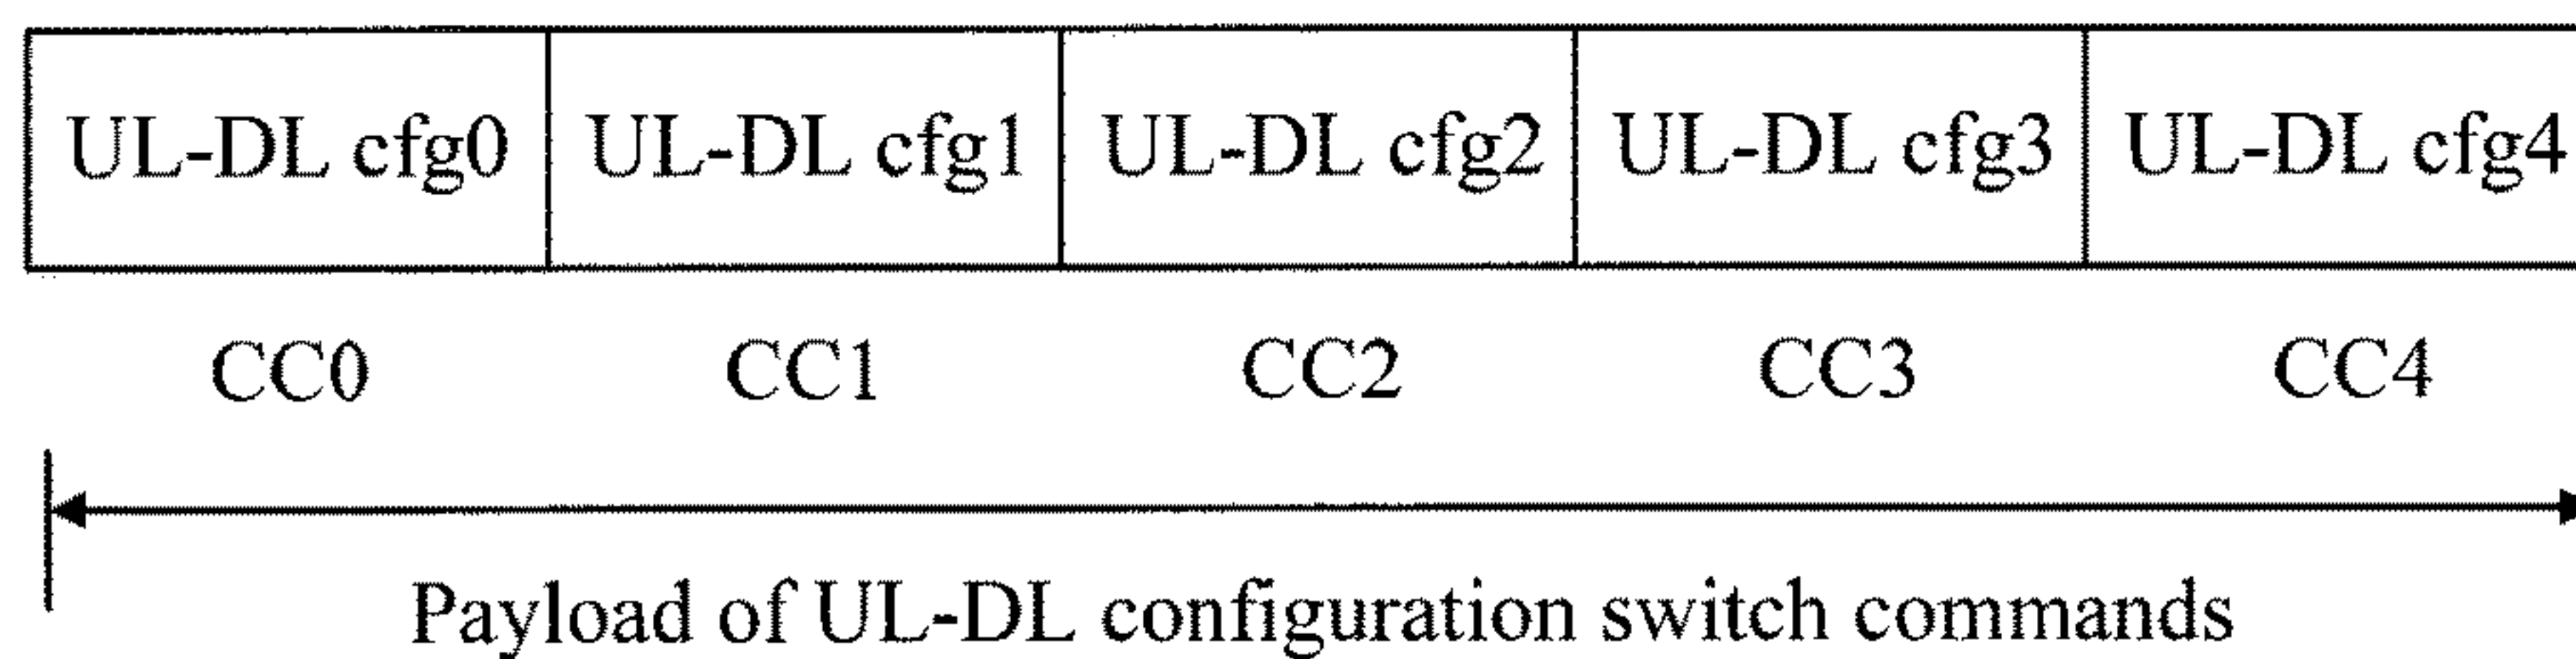 UL-DL cfg0 UL-DL cfg1 UL-DL cfg2 UL-DL cfg3 UL-DL cfg4
CC0 CC1 CC2 CC3 CC4
Payload of UL-DL configuration switch commands